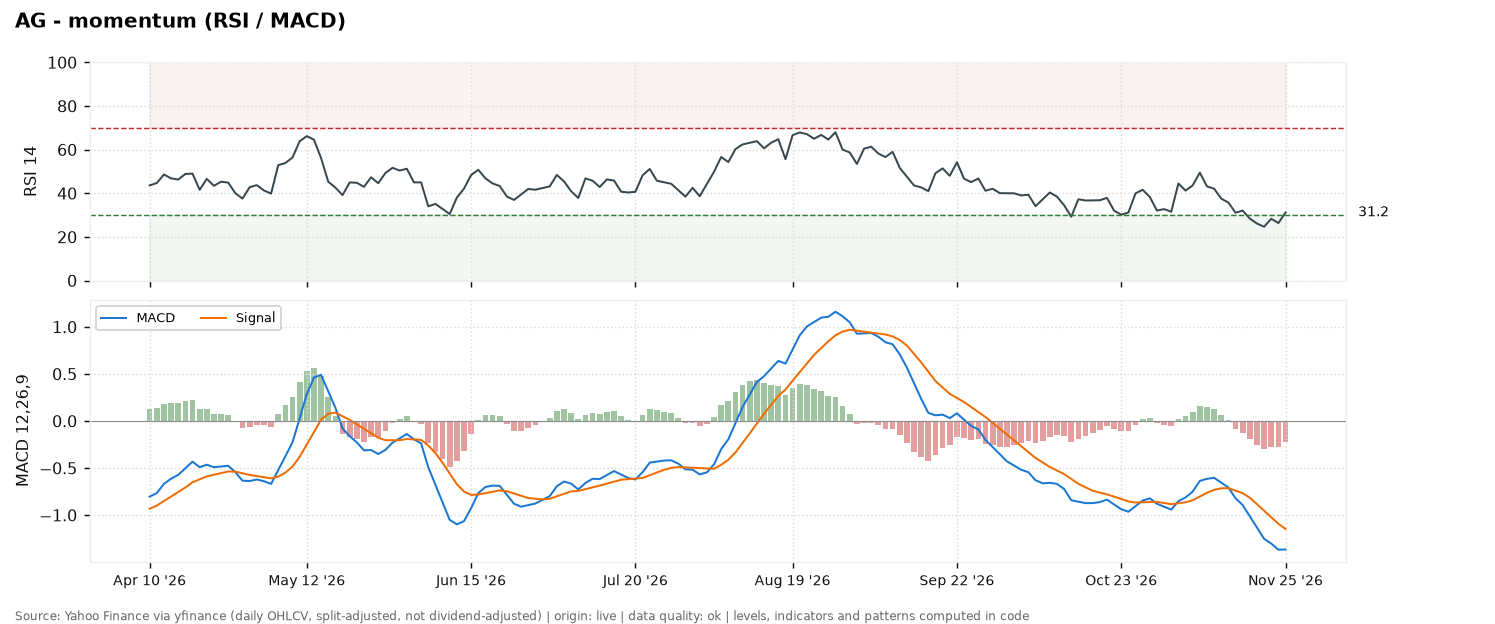 AG - momentum (RSI / MACD)
100
80
60
40
20
0
RSI 14
31.2
MACD
Signal
1.0
0.5
0.0
−0.5
−1.0
MACD 12,26,9
Apr 10 '26
May 12 '26
Jun 15 '26
Jul 20 '26
Aug 19 '26
Sep 22 '26
Oct 23 '26
Nov 25 '26
Source: Yahoo Finance via yfinance (daily OHLCV, split-adjusted, not dividend-adjusted) | origin: live | data quality: ok | levels, indicators and patterns computed in code